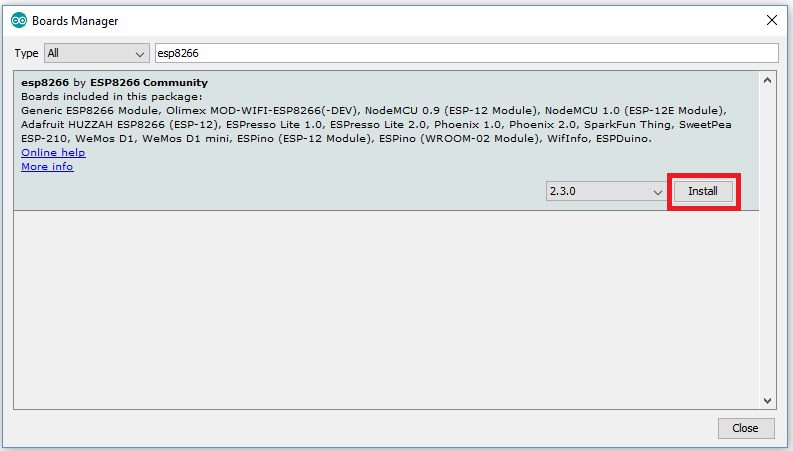 Boards Manager
Type All esp8266
esp8266 by ESP8266 Community
Boards included in this package:
Generic ESP8266 Module, Olimex MOD-WIFI-ESP8266(-DEV), NodeMCU 0.9 (ESP-12 Module), NodeMCU 1.0 (ESP-12E Module),
Adafruit HUZZAH ESP8266 (ESP-12), ESPresso Lite 1.0, ESPresso Lite 2.0, Phoenix 1.0, Phoenix 2.0, SparkFun Thing, SweetPea
ESP-210, WeMos D1, WeMos D1 mini, ESPino (ESP-12 Module), ESPino (WROOM-02 Module), WifInfo, ESPDuino.
Online help
More info
2.3.0 Install
Close